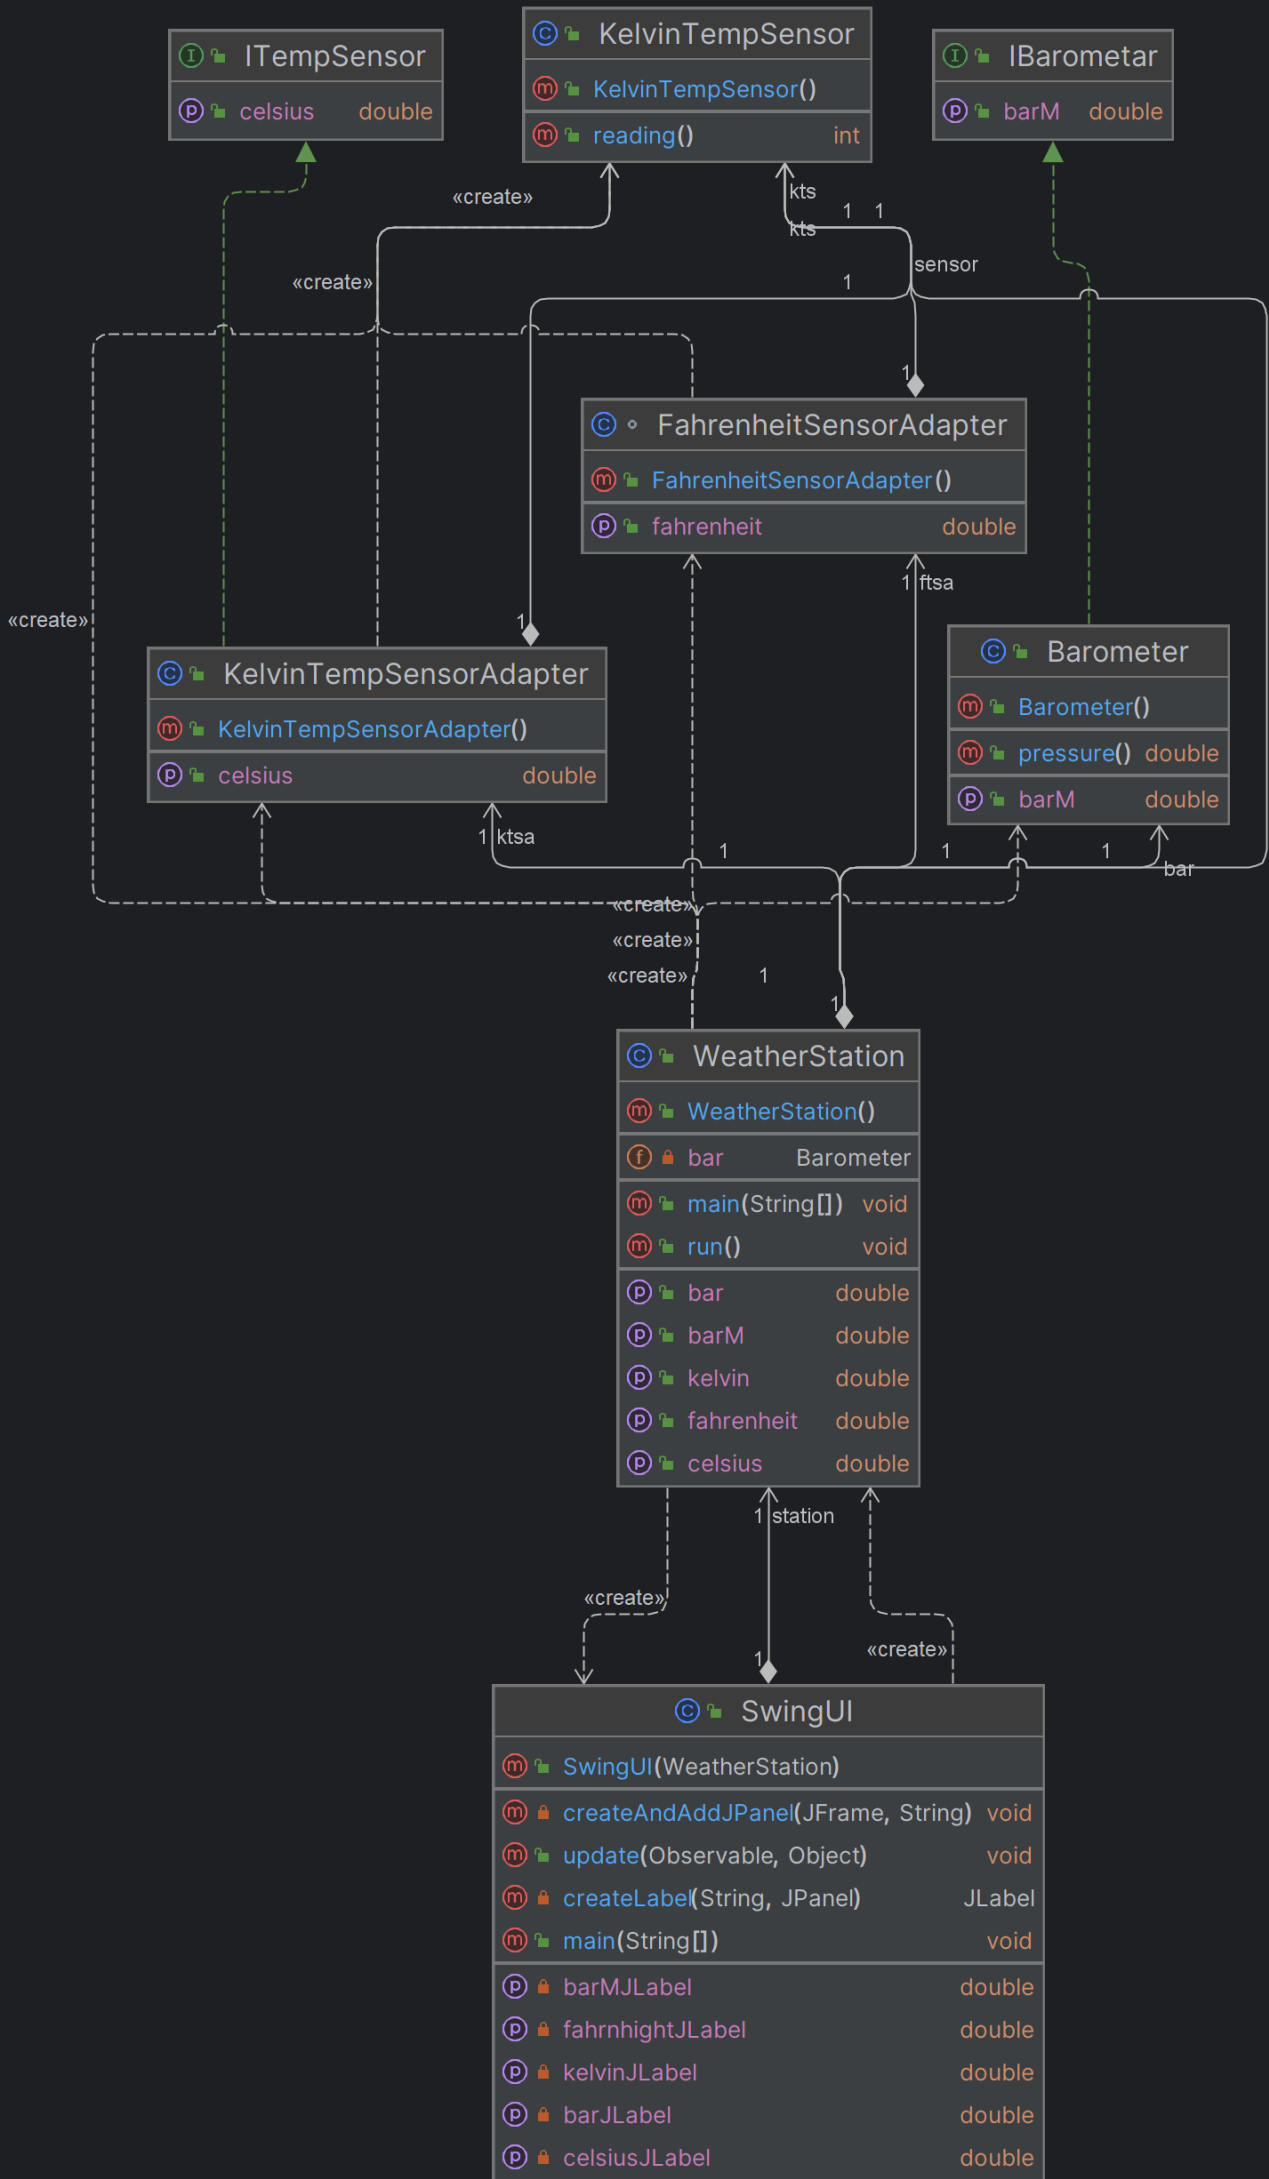 KelvinTempSensor
KelvinTempSensor()
reading() int
ITempSensor
celsius double
IBarometar
barM double
«create»
kts
1 1
kts
sensor
«create»
1
1
FahrenheitSensorAdapter
FahrenheitSensorAdapter()
fahrenheit double
1 ftsa
«create»
1
KelvinTempSensorAdapter
KelvinTempSensorAdapter()
celsius double
Barometer
Barometer()
pressure() double
barM double
1 ktsa
1
1
1
bar
«create»
«create»
«create»
1
1
WeatherStation
WeatherStation()
bar Barometer
main(String[]) void
run() void
bar double
barM double
kelvin double
fahrenheit double
celsius double
1 station
«create»
«create»
1
SwingUI
SwingUI(WeatherStation)
createAndAddJPanel(JFrame, String) void
update(Observable, Object) void
createLabel(String, JPanel) JLabel
main(String[]) void
barMJLabel double
fahrnhightJLabel double
kelvinJLabel double
barJLabel double
celsiusJLabel double